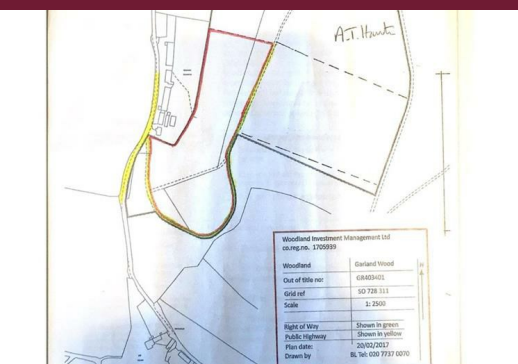 A.T. Hawk
Woodland Investment Management Ltd
co.reg.no. 1705939
Woodland Garland Wood
Out of title no: GR403401
Grid ref SO 728 311
Scale 1: 2500
Right of Way Shown in green
Public Highway Shown in yellow
Plan date: 20/02/2017
Drawn by BL Tel: 020 7737 0070